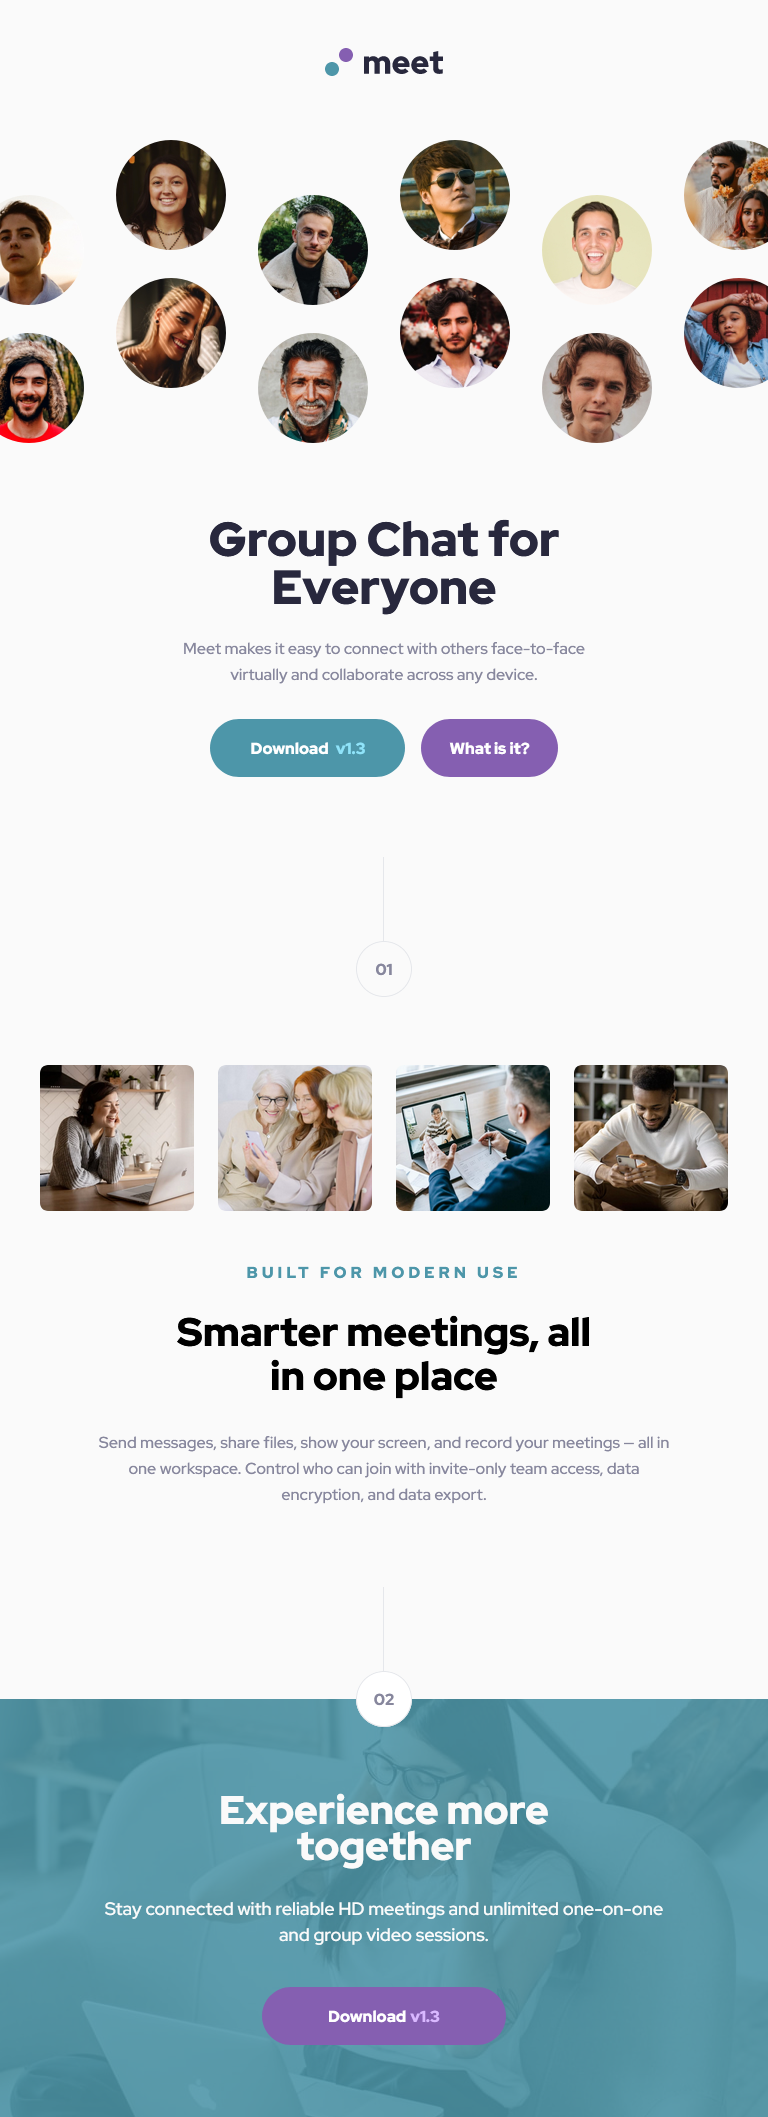 meet
Group Chat for
Everyone
Meet makes it easy to connect with others face-to-face
virtually and collaborate across any device.
Download v1.3
What is it?
01
BUILT FOR MODERN USE
Smarter meetings, all
in one place
Send messages, share files, show your screen, and record your meetings — all in
one workspace. Control who can join with invite-only team access, data
encryption, and data export.
02
Experience more
together
Stay connected with reliable HD meetings and unlimited one-on-one
and group video sessions.
Download v1.3